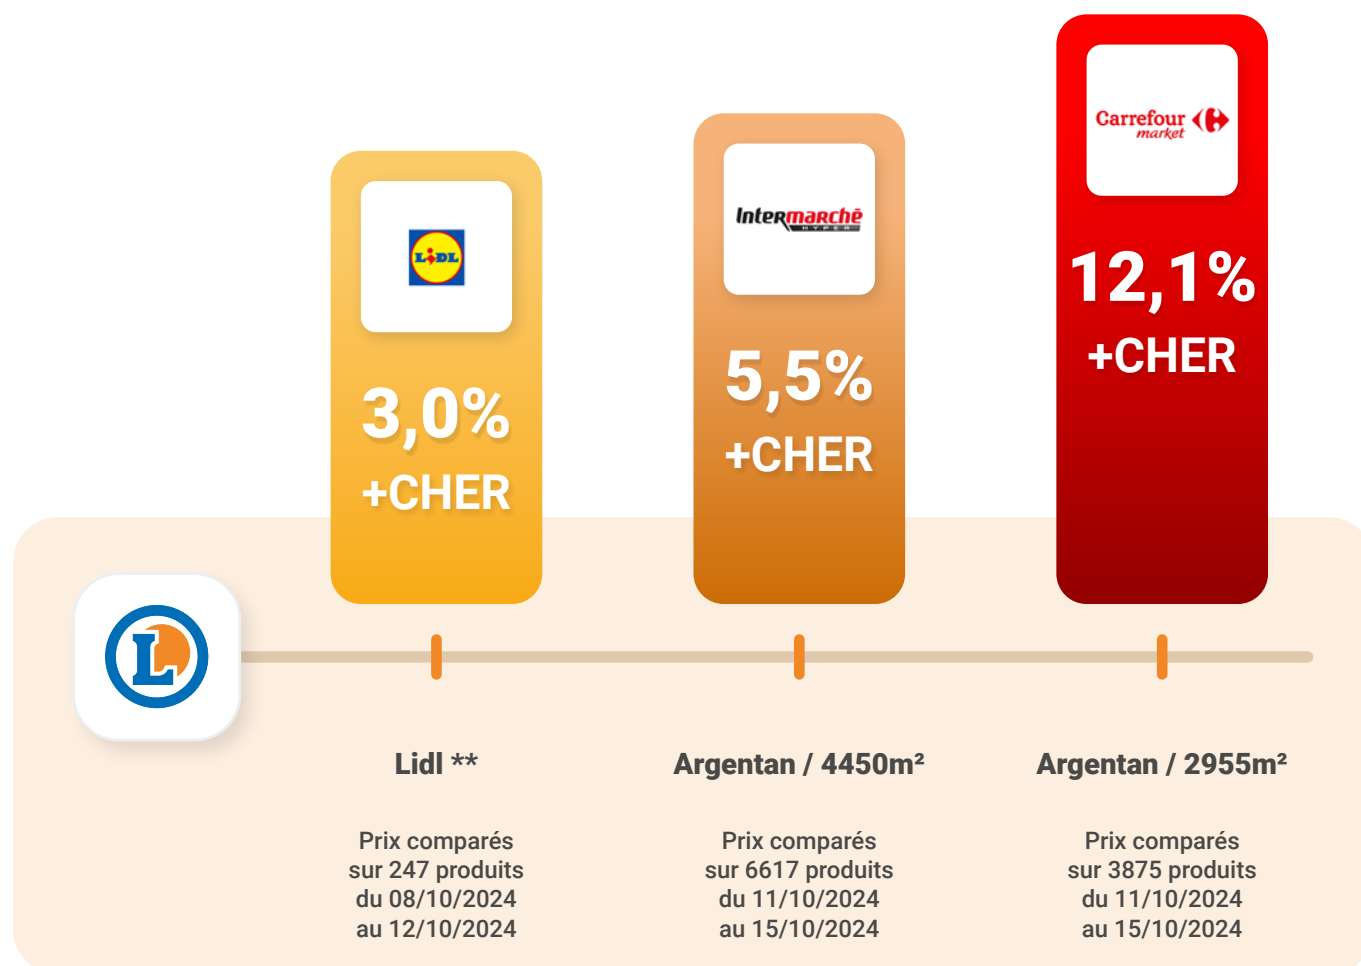 LIDL
3,0%
+CHER
Intermarchē
HYPER
5,5%
+CHER
Carrefour
market
12,1%
+CHER
L
Lidl **
Prix comparés
sur 247 produits
du 08/10/2024
au 12/10/2024
Argentan / 4450m²
Prix comparés
sur 6617 produits
du 11/10/2024
au 15/10/2024
Argentan / 2955m²
Prix comparés
sur 3875 produits
du 11/10/2024
au 15/10/2024